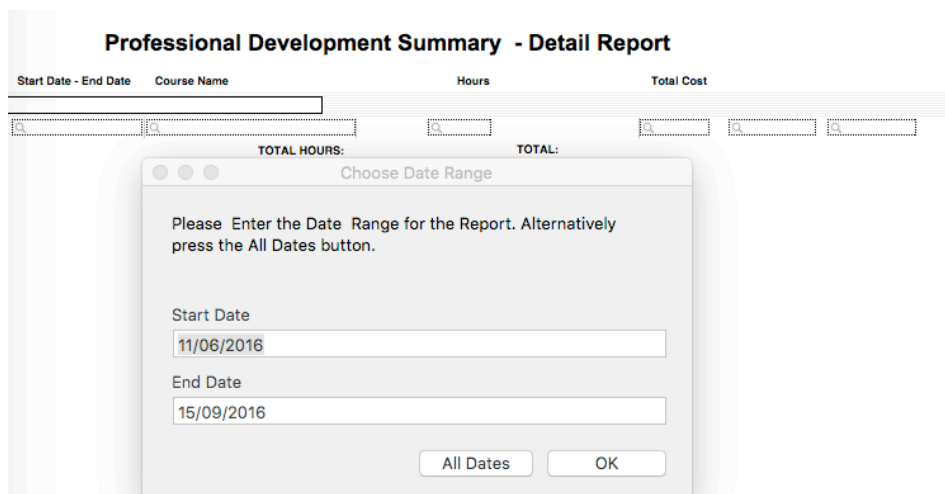 Professional Development Summary - Detail Report
Start Date - End Date Course Name Hours Total Cost
TOTAL HOURS: TOTAL:
Choose Date Range
Please Enter the Date Range for the Report. Alternatively
press the All Dates button.
Start Date
11/06/2016
End Date
15/09/2016
All Dates OK